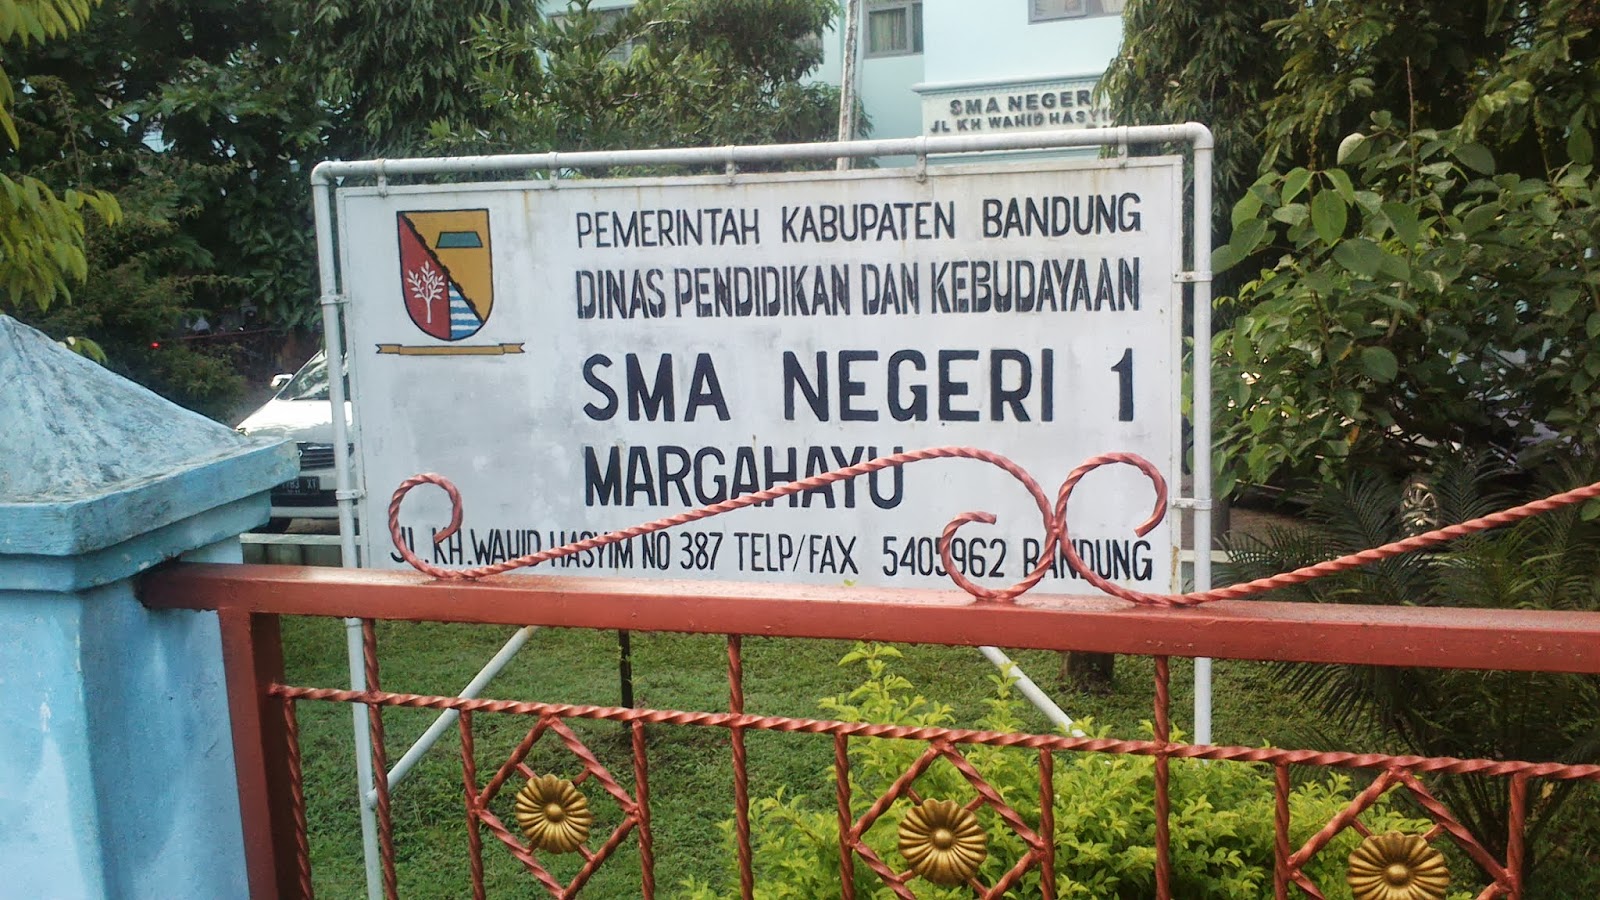 SMA NEGERI
JL KH WAHID HASYI
PEMERINTAH KABUPATEN BANDUNG
DINAS PENDIDIKAN DAN KEBUDAYAAN
SMA NEGERI 1
MARGAHAYU
JL.KH.WAHID HASYIM NO 387 TELP/FAX 5405962 BANDUNG